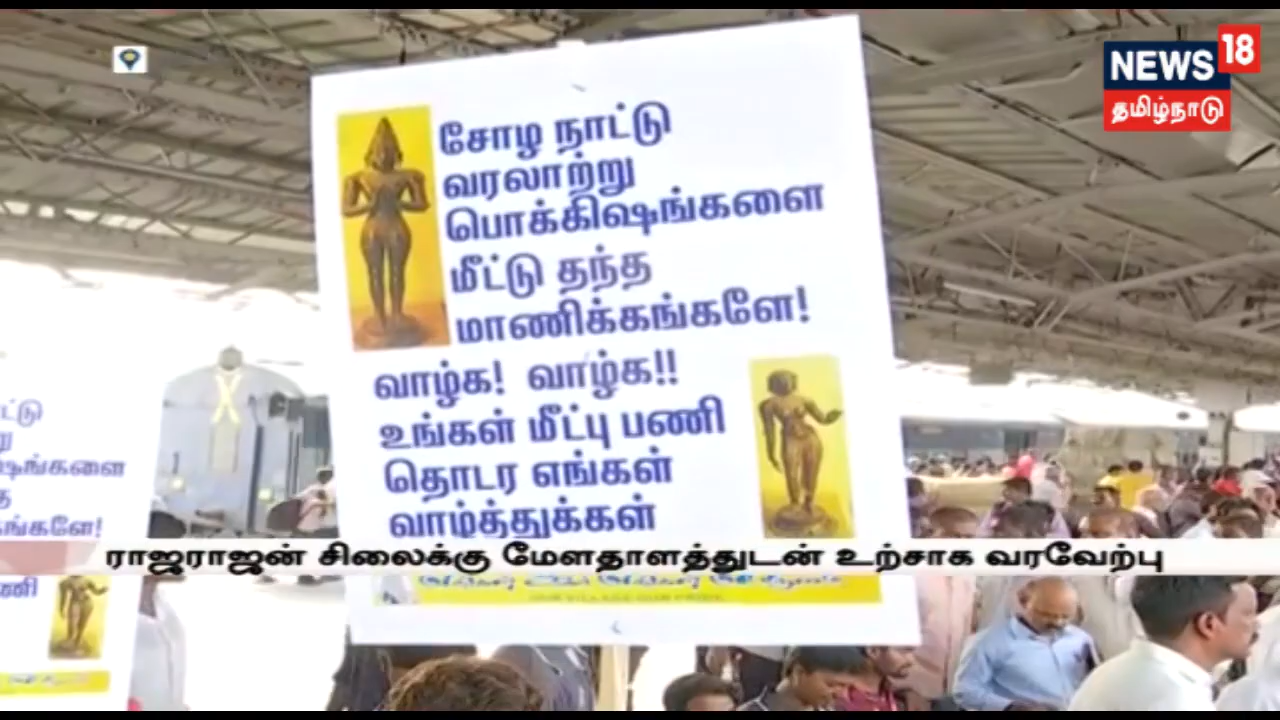 NEWS 18
தமிழ்நாடு
சோழ நாட்டு
வரலாற்று
பொக்கிஷங்களை
மீட்டு தந்த
மாணிக்கங்களே!
வாழ்க! வாழ்க!!
உங்கள் மீட்பு பணி
தொடர எங்கள்
வாழ்த்துக்கள்
ராஜராஜன் சிலைக்கு மேளதாளத்துடன் உற்சாக வரவேற்பு